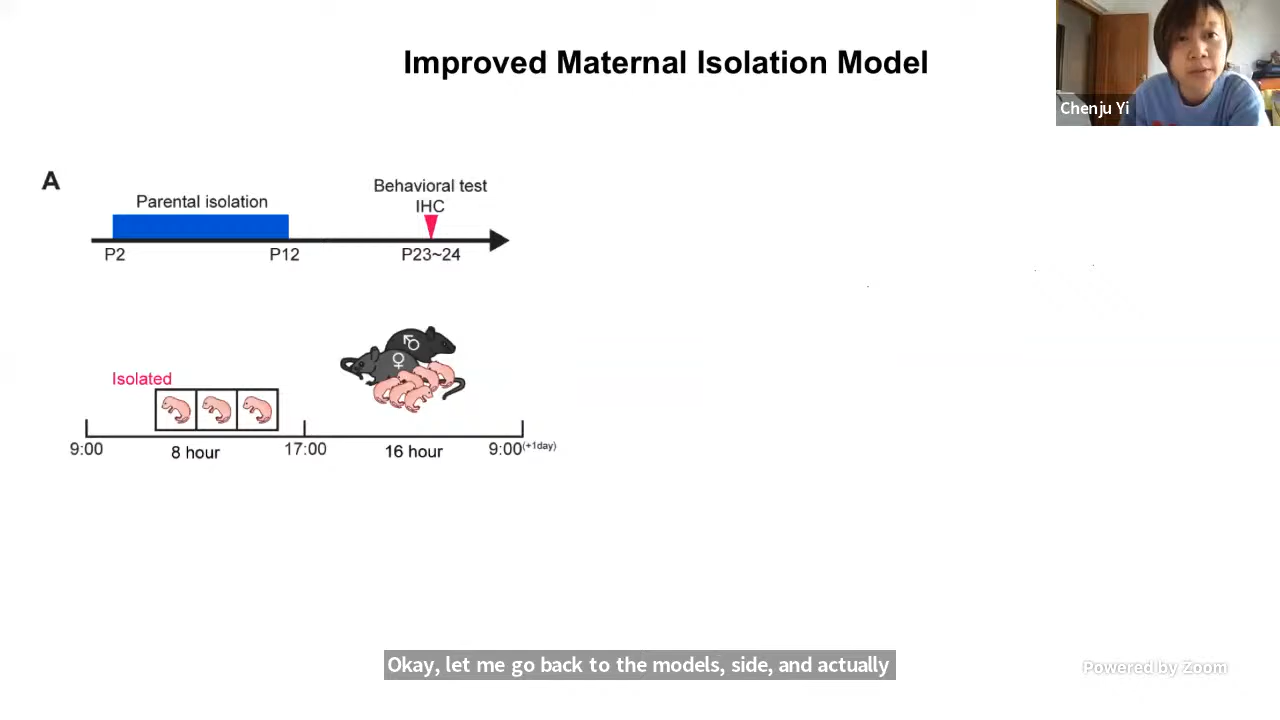 Improved Maternal Isolation Model
Chenju Yi
A
Parental isolation
Behavioral test
IHC
P2
P12
P23~24
♂
♀
Isolated
9:00
8 hour
17:00
16 hour
9:00(+1day)
Okay, let me go back to the models, side, and actually
Powered by Zoom